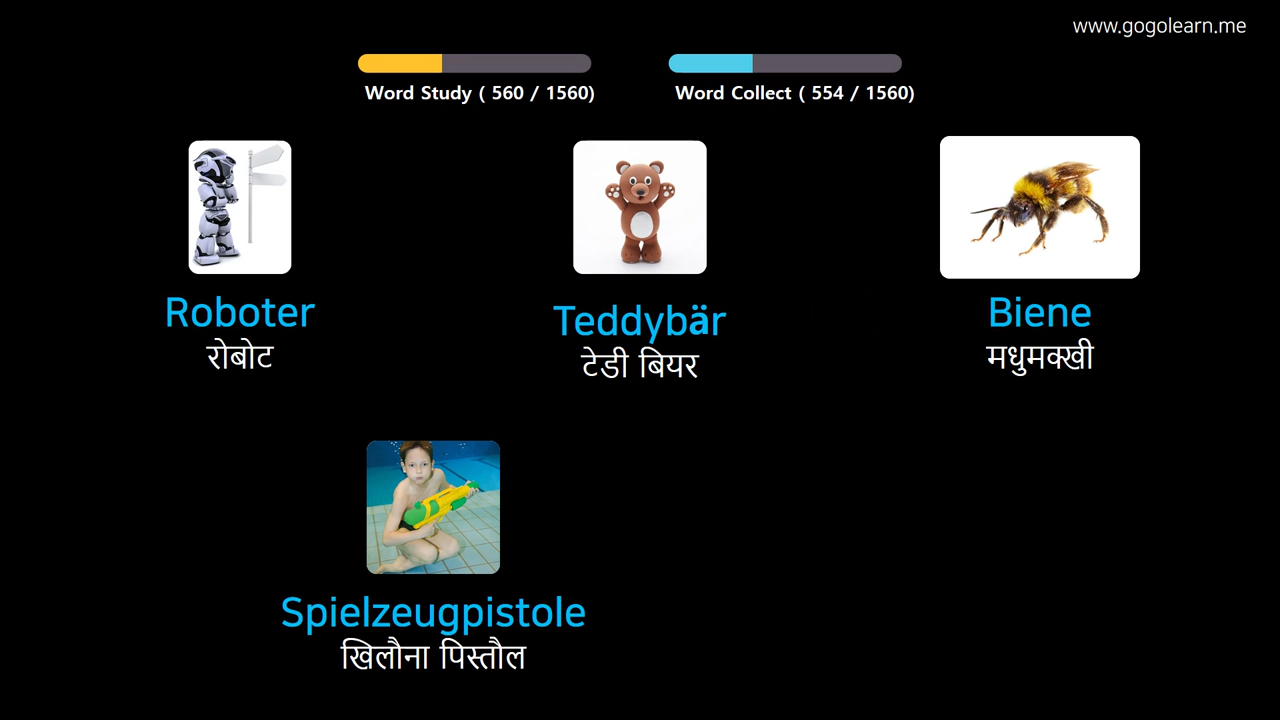 www.gogolearn.me
Word Study ( 560 / 1560)
Word Collect ( 554 / 1560)
Roboter
रोबोट
Teddybär
टेडी बियर
Biene
मधुमक्खी
Spielzeugpistole
खिलौना पिस्तौल